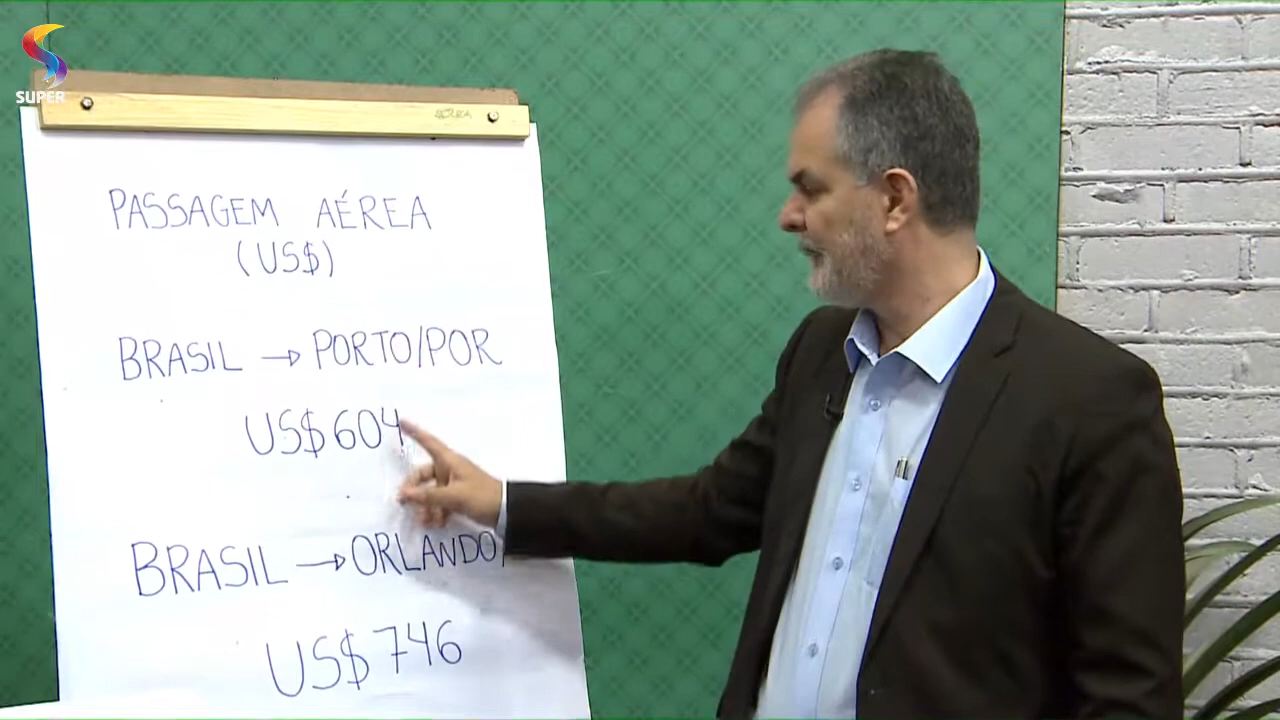 SUPER
PASSAGEM AÉREA
(US$)
BRASIL → PORTO/POR
US$ 604
BRASIL → ORLANDO/
US$ 746